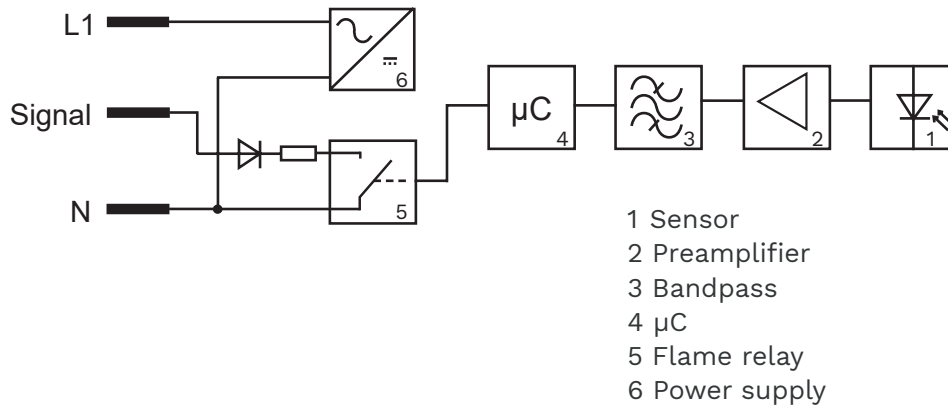 L1
6
Signal
µC
4
3
2
1
N
5
1 Sensor
2 Preamplifier
3 Bandpass
4 µC
5 Flame relay
6 Power supply